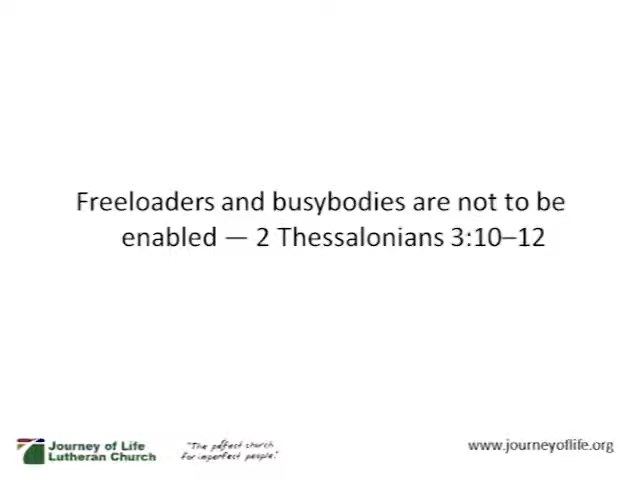 Freeloaders and busybodies are not to be
enabled — 2 Thessalonians 3:10–12
Journey of Life
Lutheran Church
"The perfect church
for imperfect people."
www.journeyoflife.org